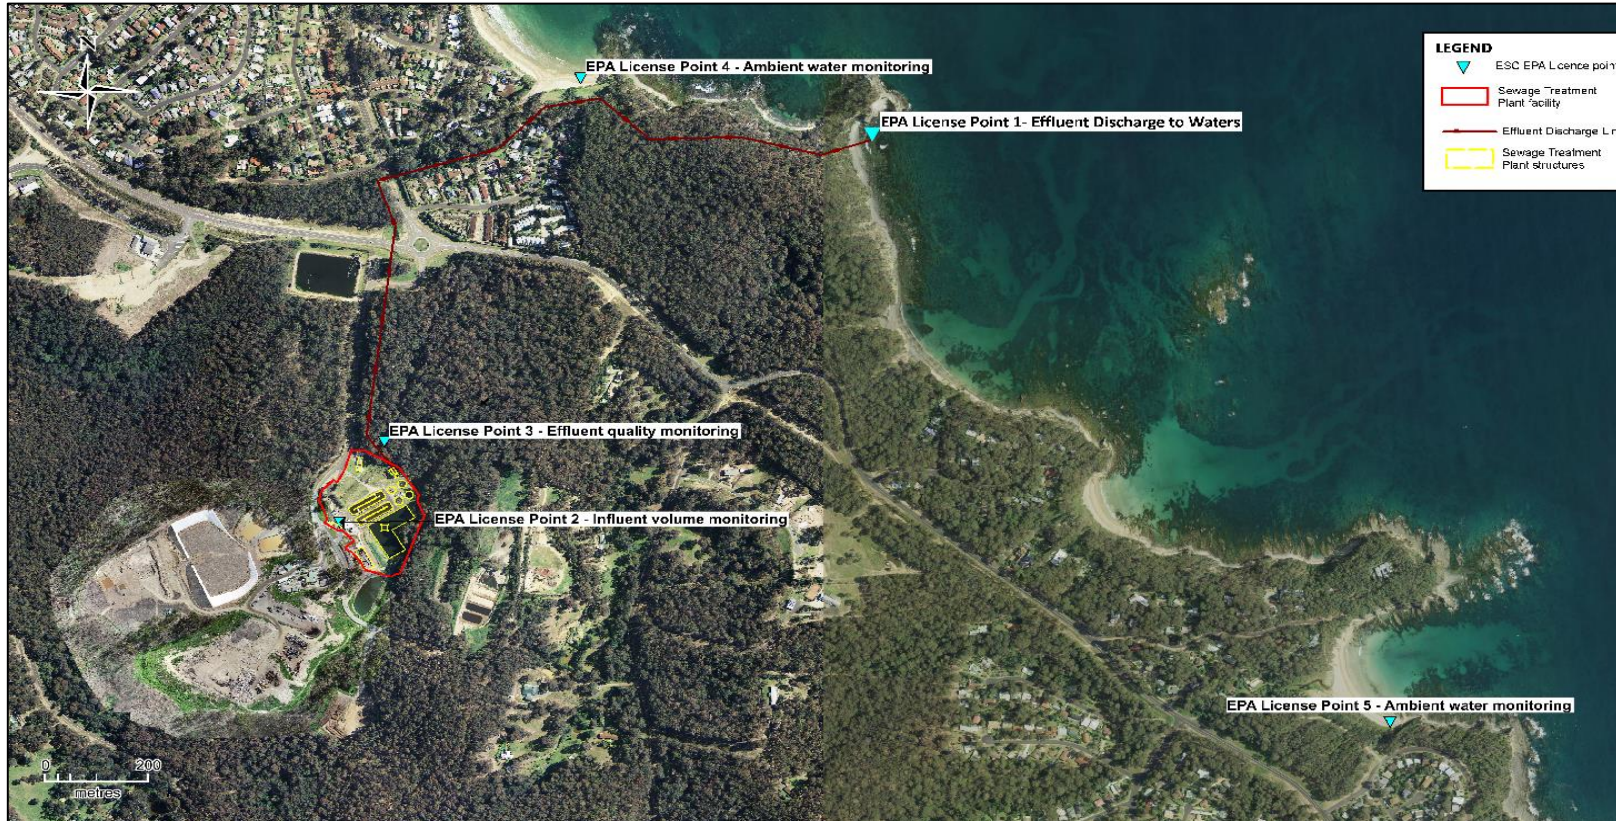 N
EPA License Point 4 - Ambient water monitoring
EPA License Point 1- Effluent Discharge to Waters
LEGEND
ESC EPA Licence point
Sewage Treatment
Plant facility
Effluent Discharge Lin
Sewage Treatment
Plant structures
EPA License Point 3 - Effluent quality monitoring
EPA License Point 2 - Influent volume monitoring
EPA License Point 5 - Ambient water monitoring
0 200
metres